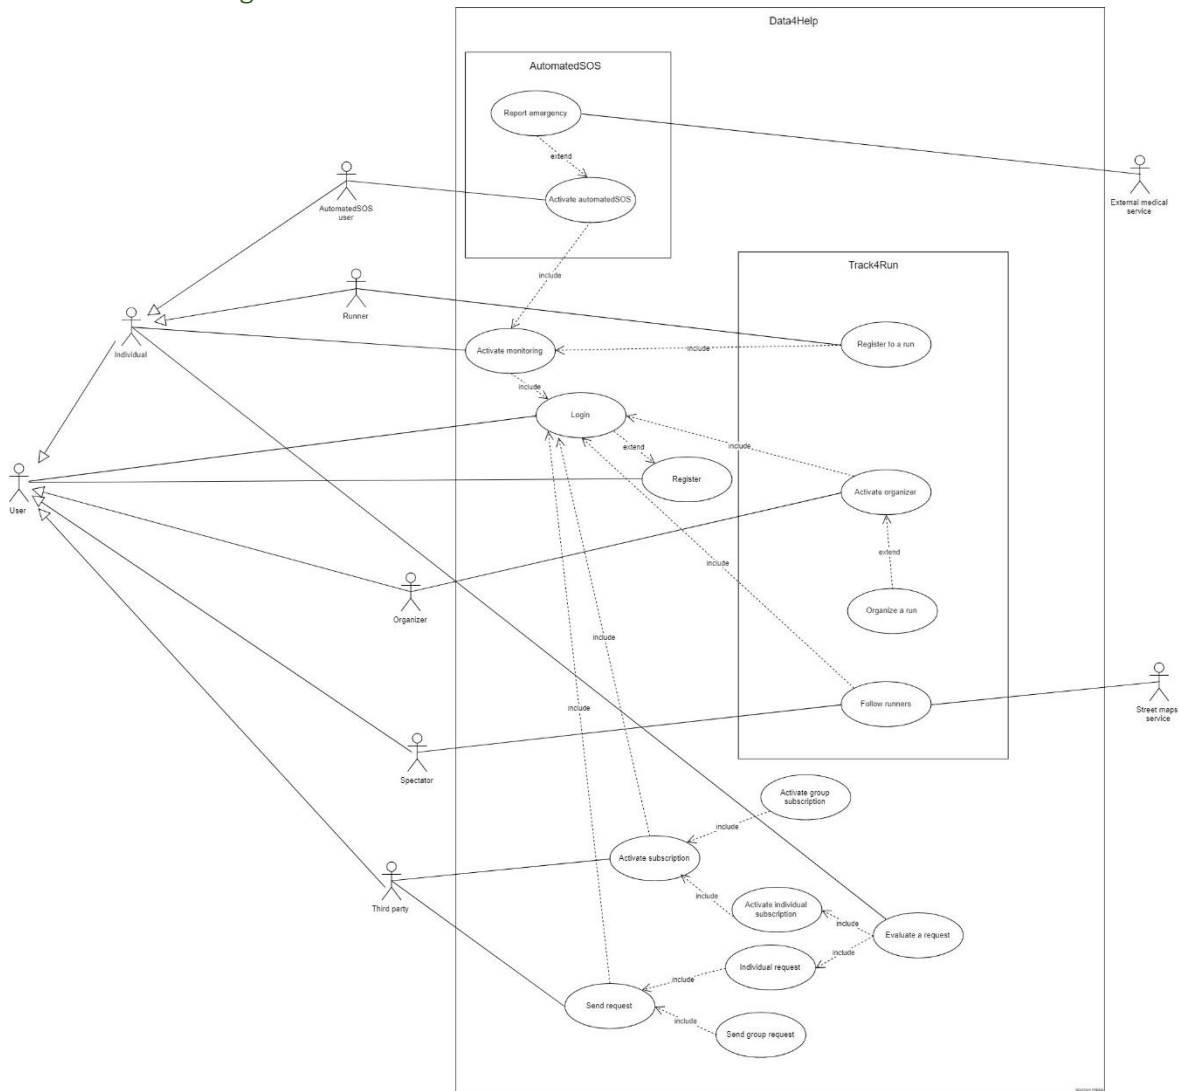 g
Data4Help
AutomatedSOS
Report emergency
extend
AutomatedSOS
user
Activate automatedSOS
External medical
service
include
Track4Run
Runner
Individual
Activate monitoring
include
Register to a run
include
Login
extend
include
Register
User
Activate organizer
extend
include
Organizer
Organize a run
include
include
Follow runners
Street maps
service
Spectator
Activate group
subscription
include
Activate subscription
Third party
include
Activate individual
subscription
include
Evaluate a request
include
Individual request
include
Send request
include
Send group request